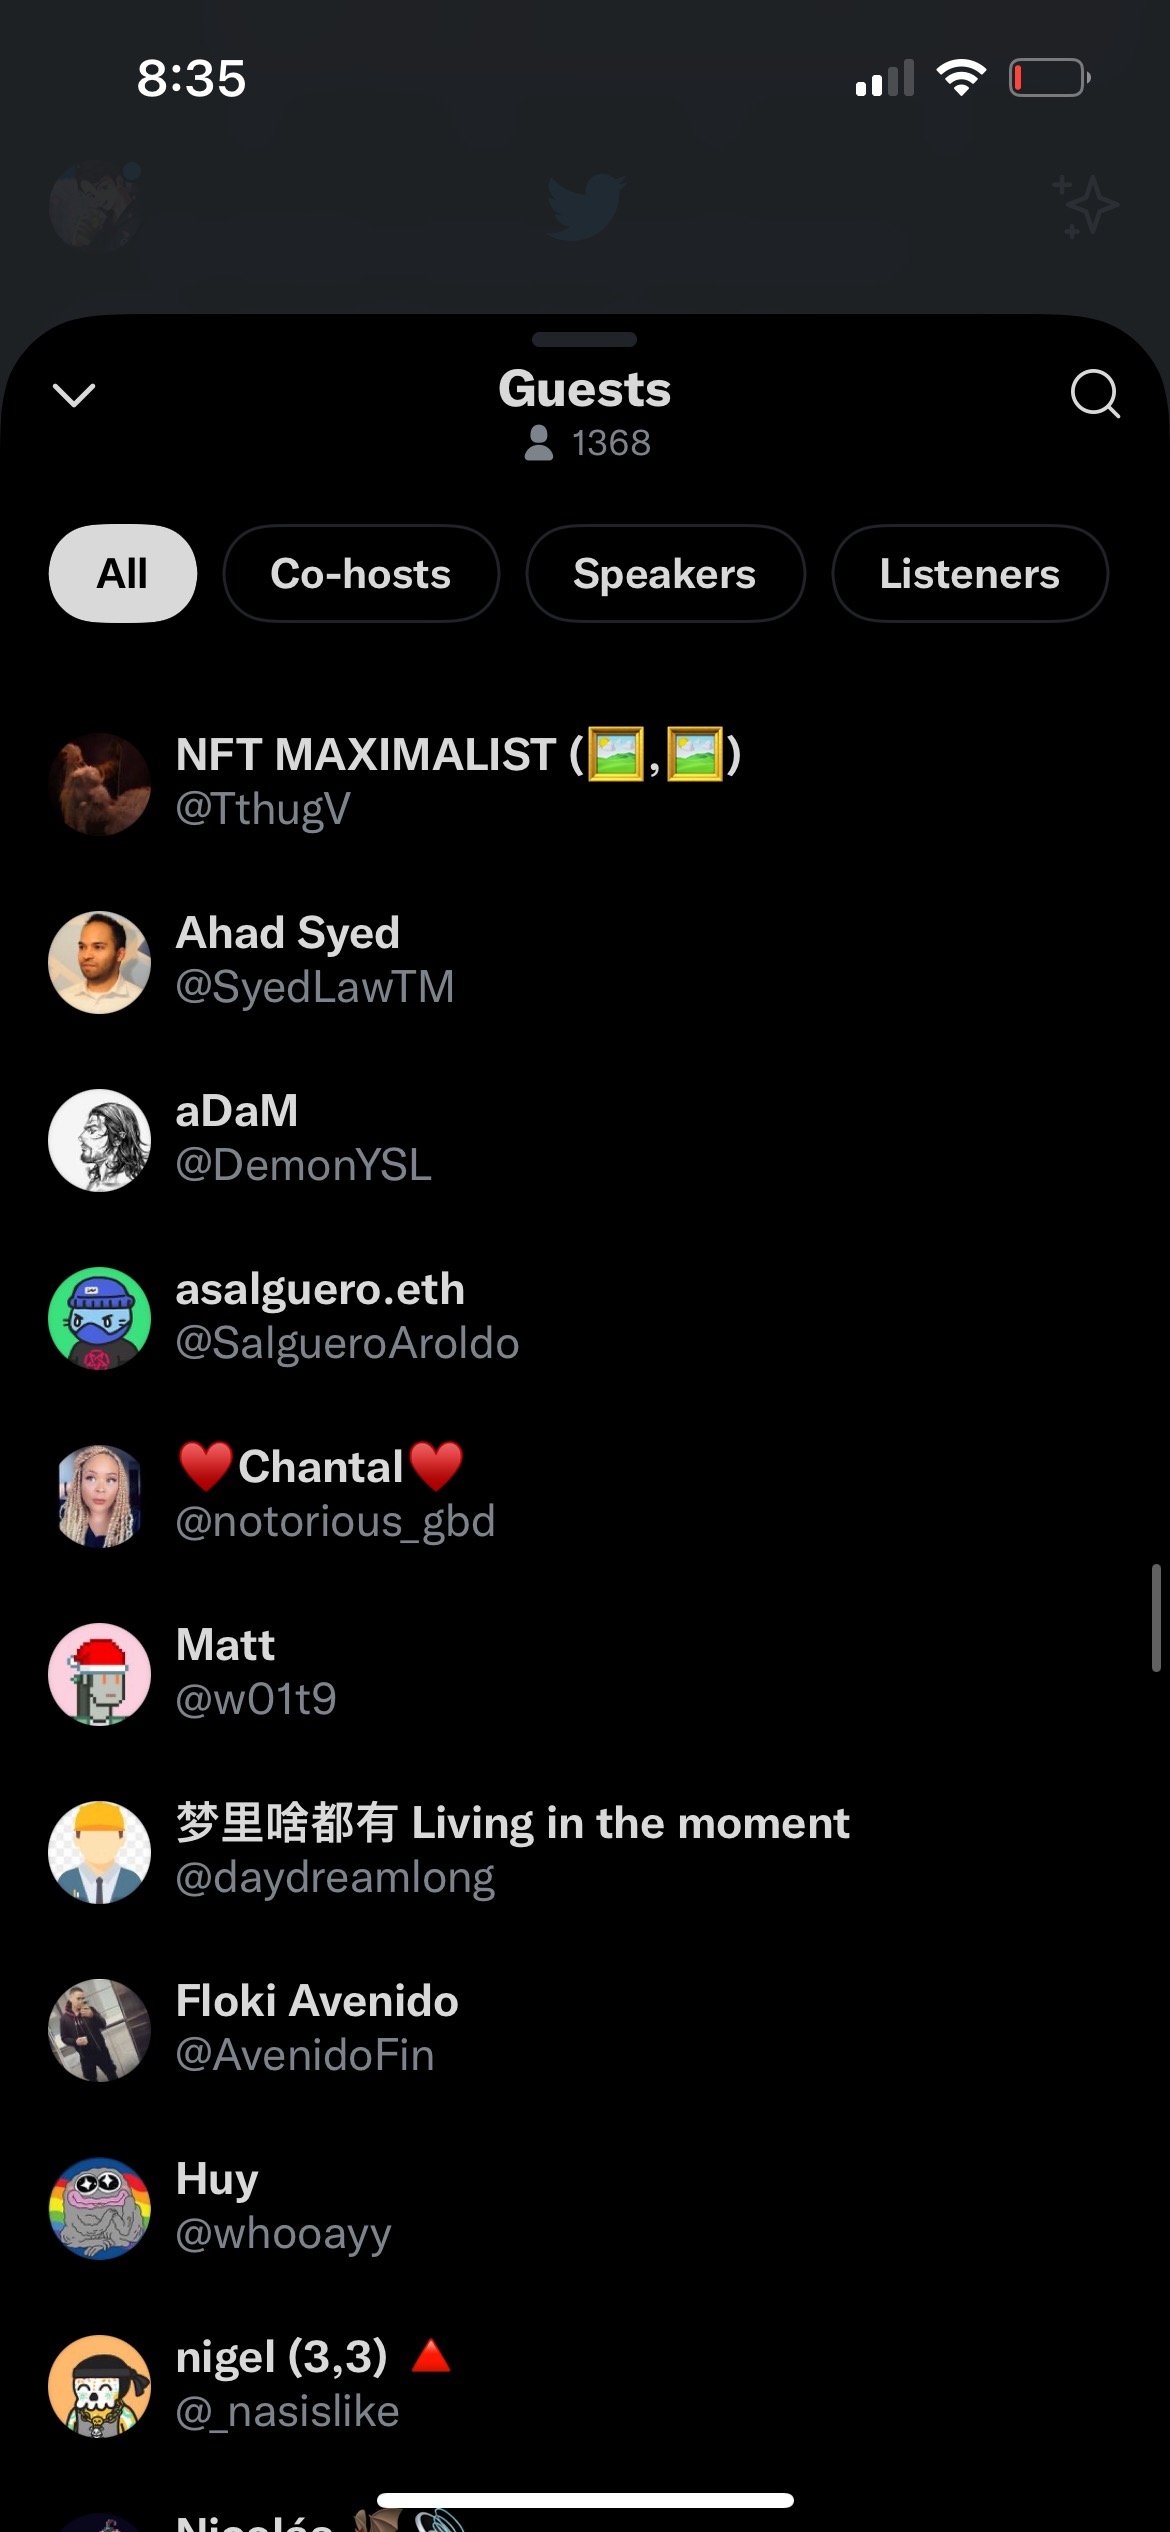 8:35
Guests
1368
All
Co-hosts
Speakers
Listeners
NFT MAXIMALIST (🖼️,🖼️)
@TthugV
Ahad Syed
@SyedLawTM
aDaM
@DemonYSL
asalguero.eth
@SalgueroAroldo
♥️Chantal♥️
@notorious_gbd
Matt
@w01t9
梦里啥都有 Living in the moment
@daydreamlong
Floki Avenido
@AvenidoFin
Huy
@whooayy
nigel (3,3) 🔺
@_nasislike